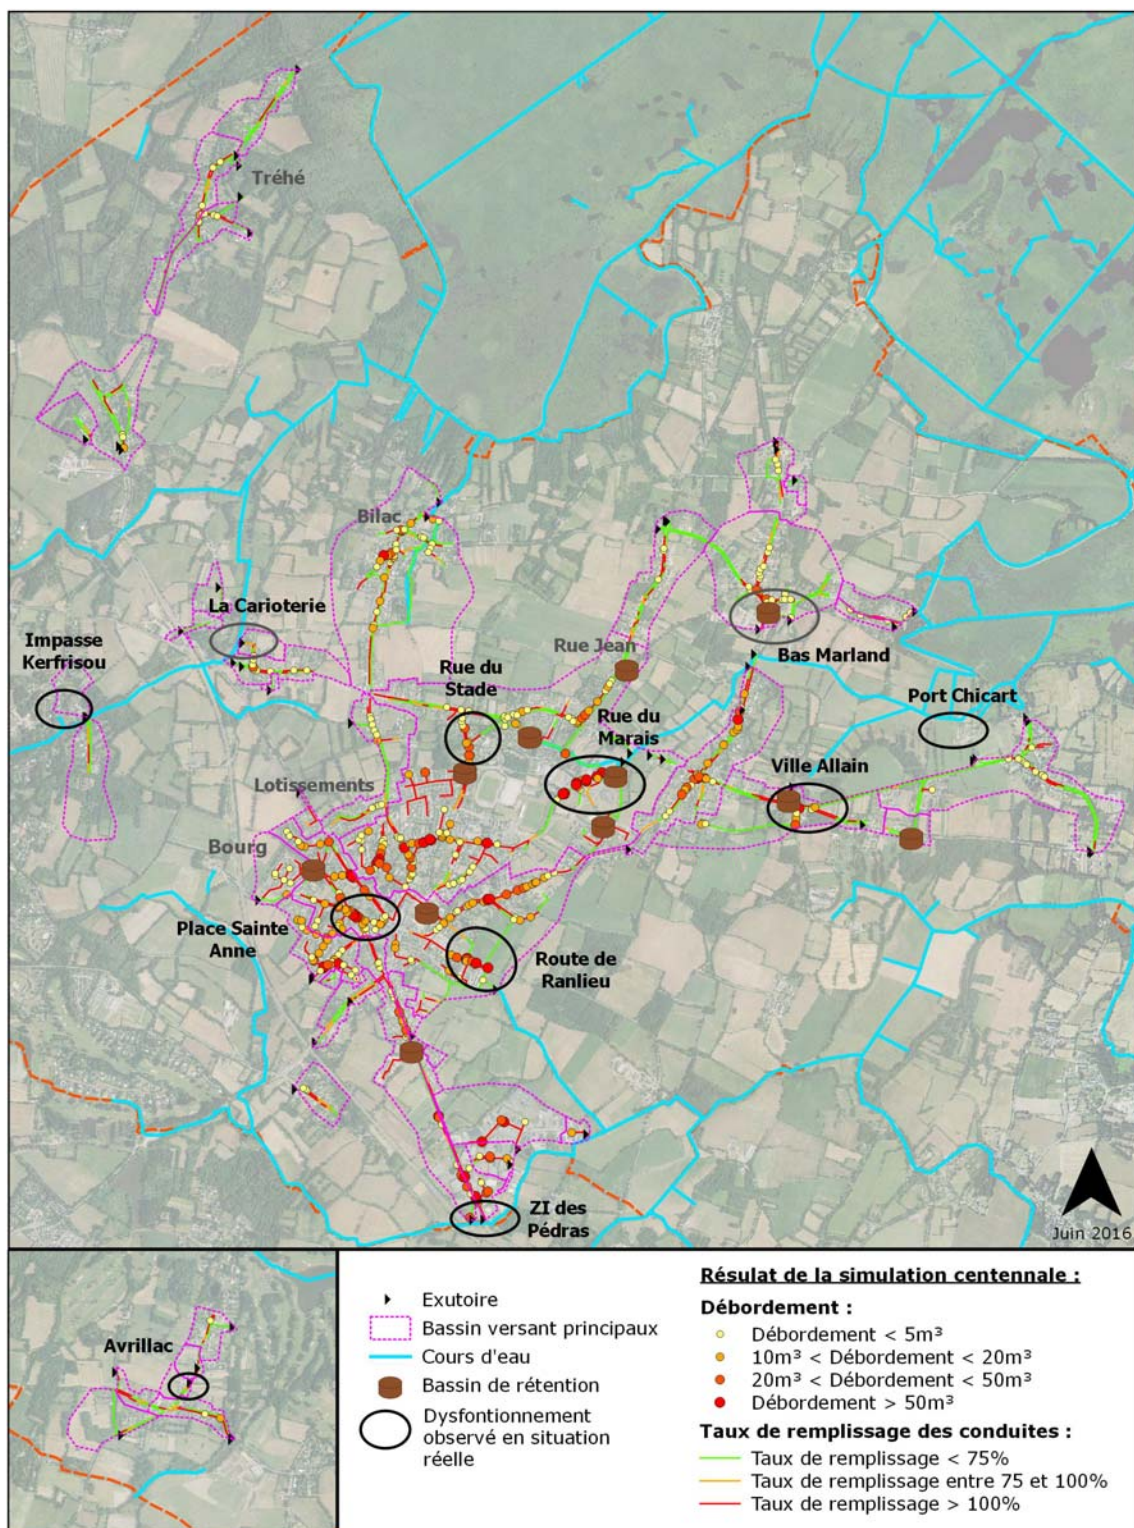 Tréhé
Bilac
La Carioterie
Impasse
Kerfrisou
Rue Jean
Rue du
Stade
Bas Marland
Port Chicart
Rue du
Marais
Ville Allain
Lotissements
Bourg
Place Sainte
Anne
Route de
Ranlieu
ZI des
Pédras
Juin 2016
Avrillac
Exutoire
Bassin versant principaux
Cours d'eau
Bassin de rétention
Dysfontionnement
observé en situation
réelle
Résulat de la simulation centennale :
Débordement :
Débordement < 5m³
10m³ < Débordement < 20m³
20m³ < Débordement < 50m³
Débordement > 50m³
Taux de remplissage des conduites :
Taux de remplissage < 75%
Taux de remplissage entre 75 et 100%
Taux de remplissage > 100%